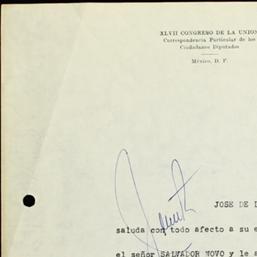 XLVII CONGRESO DE LA UNION
Correspondencia Particular de los
Ciudadanos Diputados
México, D. F.
JOSE DE
saluda con todo afecto a su
el señor SALVADOR NOVO y le